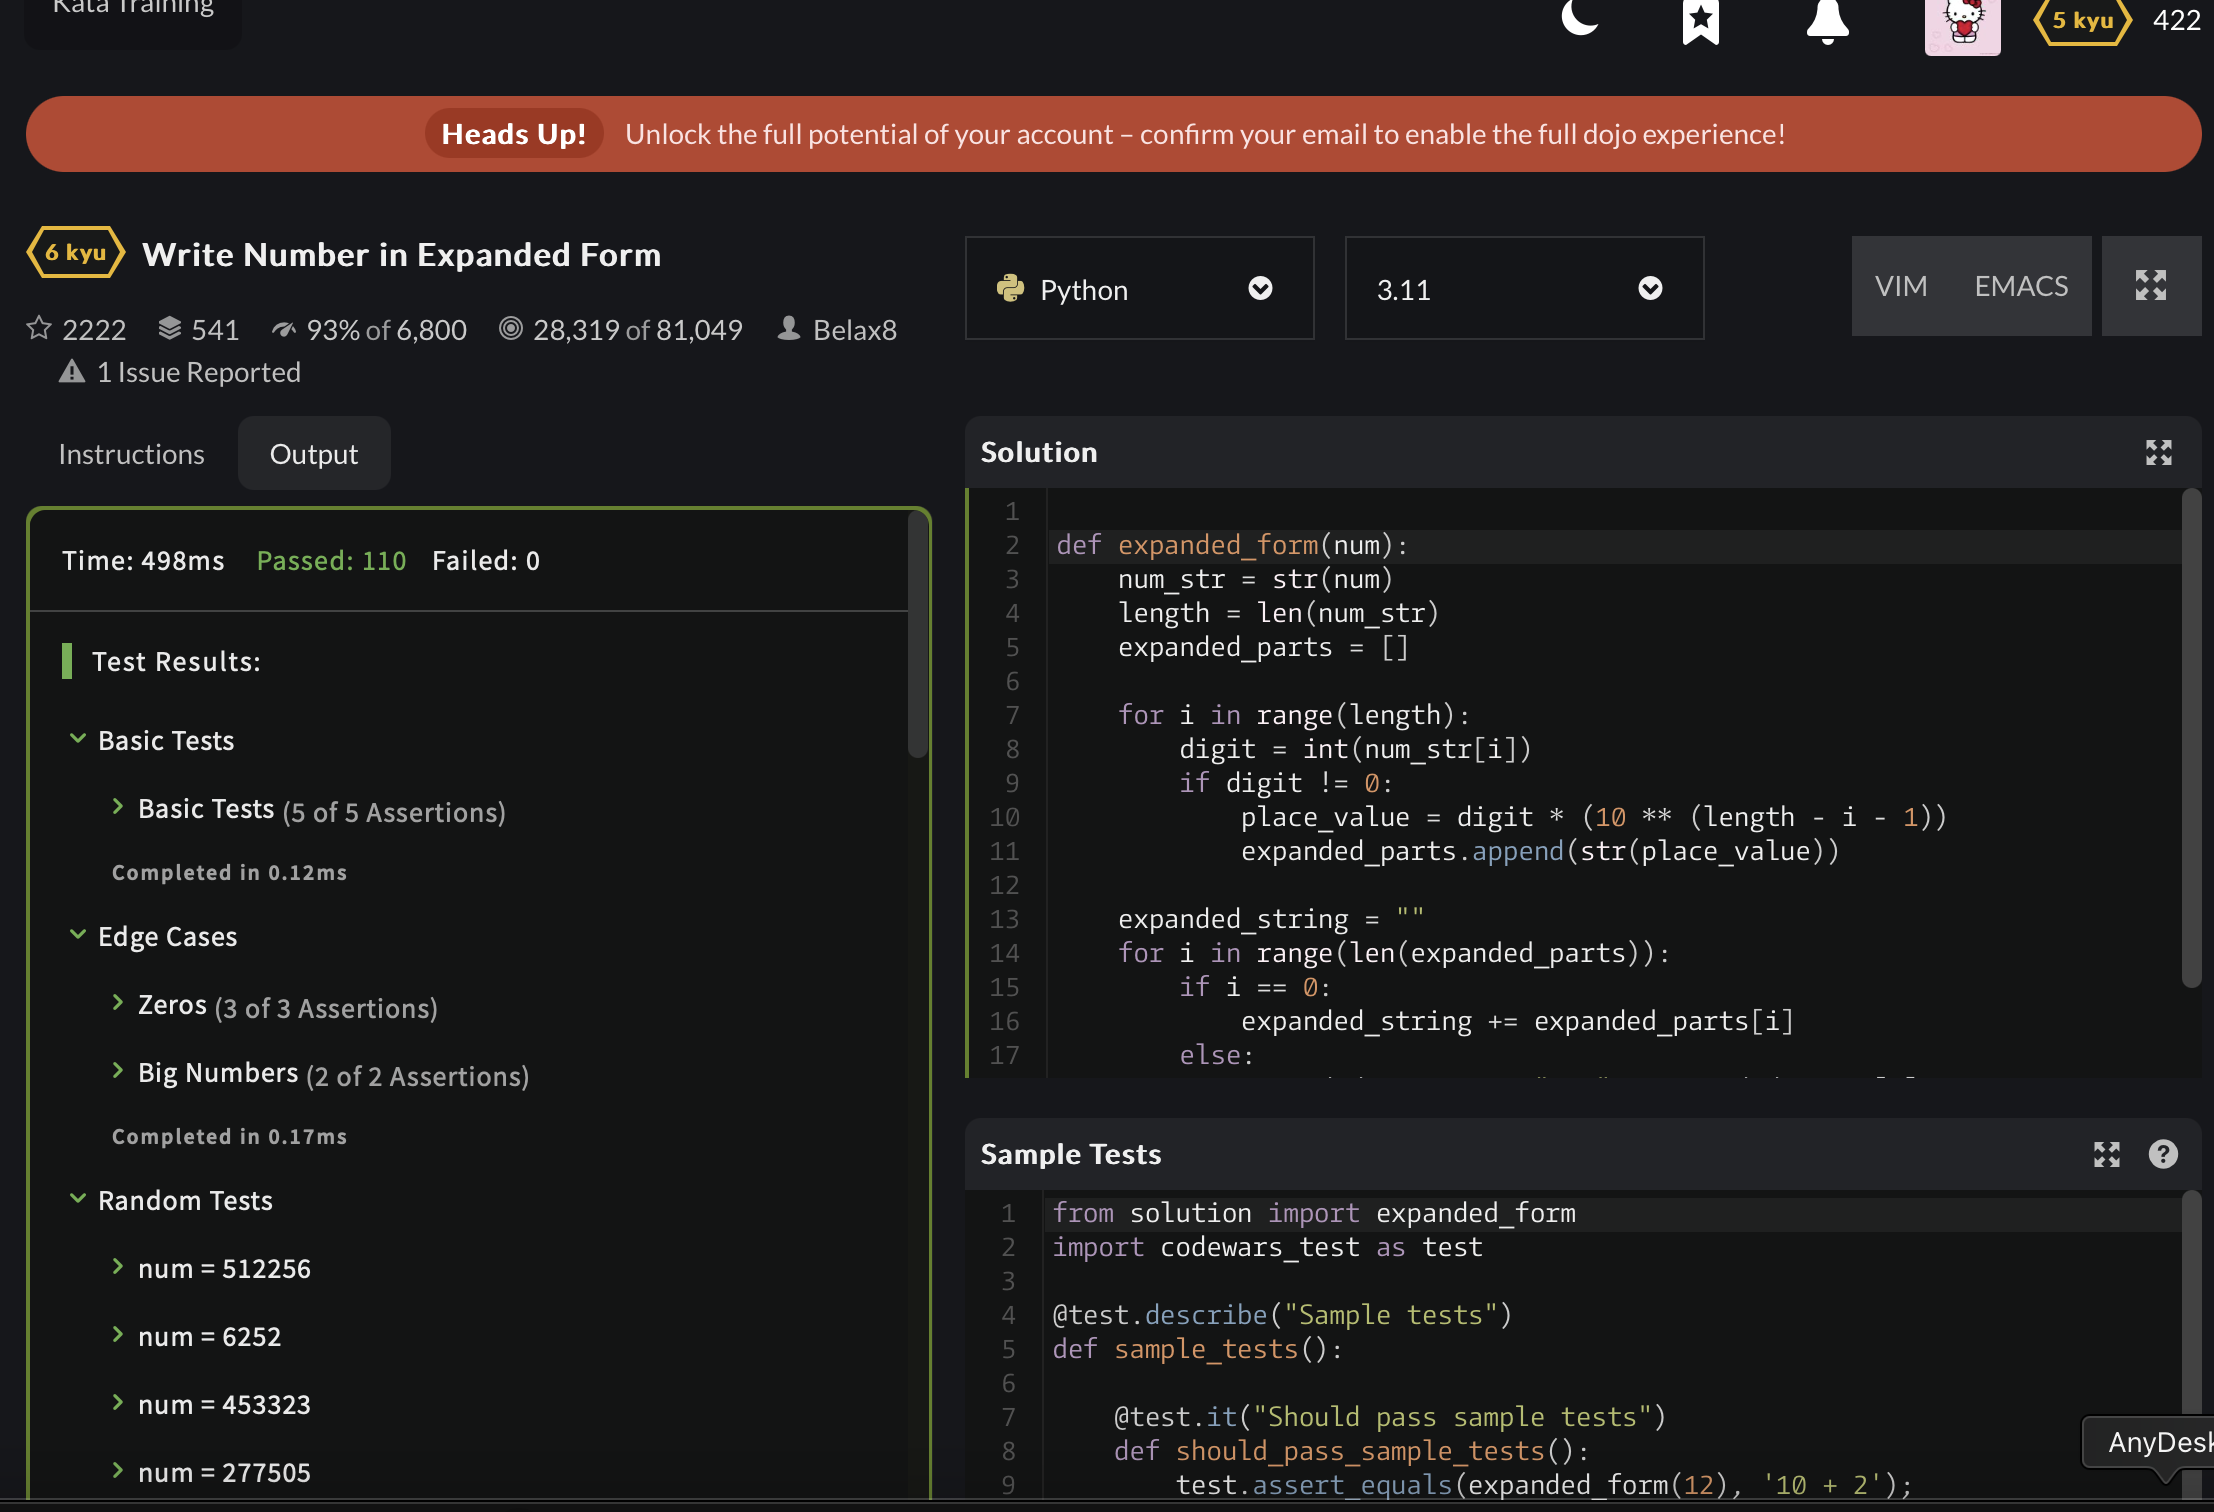 Kata Training
5 kyu 422
Heads Up! Unlock the full potential of your account – confirm your email to enable the full dojo experience!
6 kyu Write Number in Expanded Form
2222 541 93% of 6,800 28,319 of 81,049 Belax8
1 Issue Reported
Python
3.11
VIM EMACS
Instructions Output
Time: 498ms Passed: 110 Failed: 0
Test Results:
Basic Tests
Basic Tests (5 of 5 Assertions)
Completed in 0.12ms
Edge Cases
Zeros (3 of 3 Assertions)
Big Numbers (2 of 2 Assertions)
Completed in 0.17ms
Random Tests
num = 512256
num = 6252
num = 453323
num = 277505
Solution
1
2 def expanded_form(num):
3     num_str = str(num)
4     length = len(num_str)
5     expanded_parts = []
6
7     for i in range(length):
8         digit = int(num_str[i])
9         if digit != 0:
10             place_value = digit * (10 ** (length - i - 1))
11             expanded_parts.append(str(place_value))
12
13     expanded_string = ""
14     for i in range(len(expanded_parts)):
15         if i == 0:
16             expanded_string += expanded_parts[i]
17         else:
Sample Tests
?
1 from solution import expanded_form
2 import codewars_test as test
3
4 @test.describe("Sample tests")
5 def sample_tests():
6
7     @test.it("Should pass sample tests")
8     def should_pass_sample_tests():
9         test.assert_equals(expanded_form(12), '10 + 2');
AnyDesk